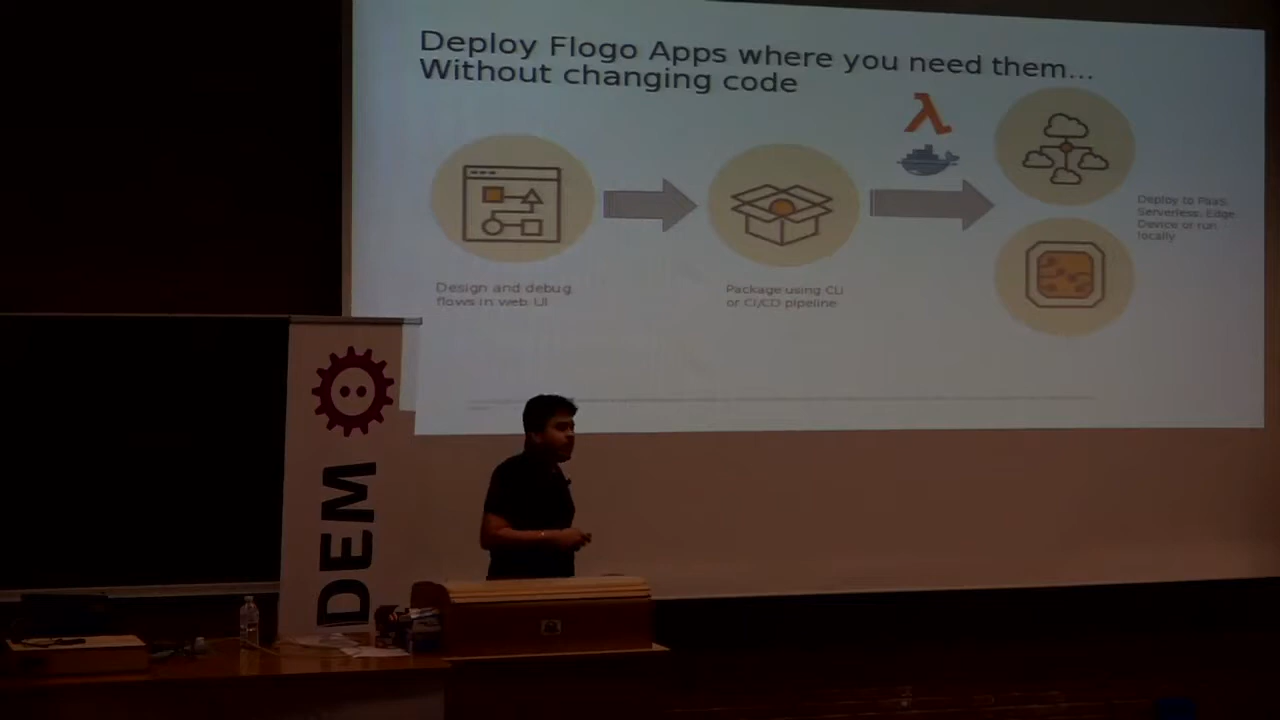 Deploy Flogo Apps where you need them...
Without changing code
Design and debug
flows in web UI
Package using CLI
or CI/CD pipeline
Deploy to PaaS,
Serverless, Edge
Device or run
locally
DEM